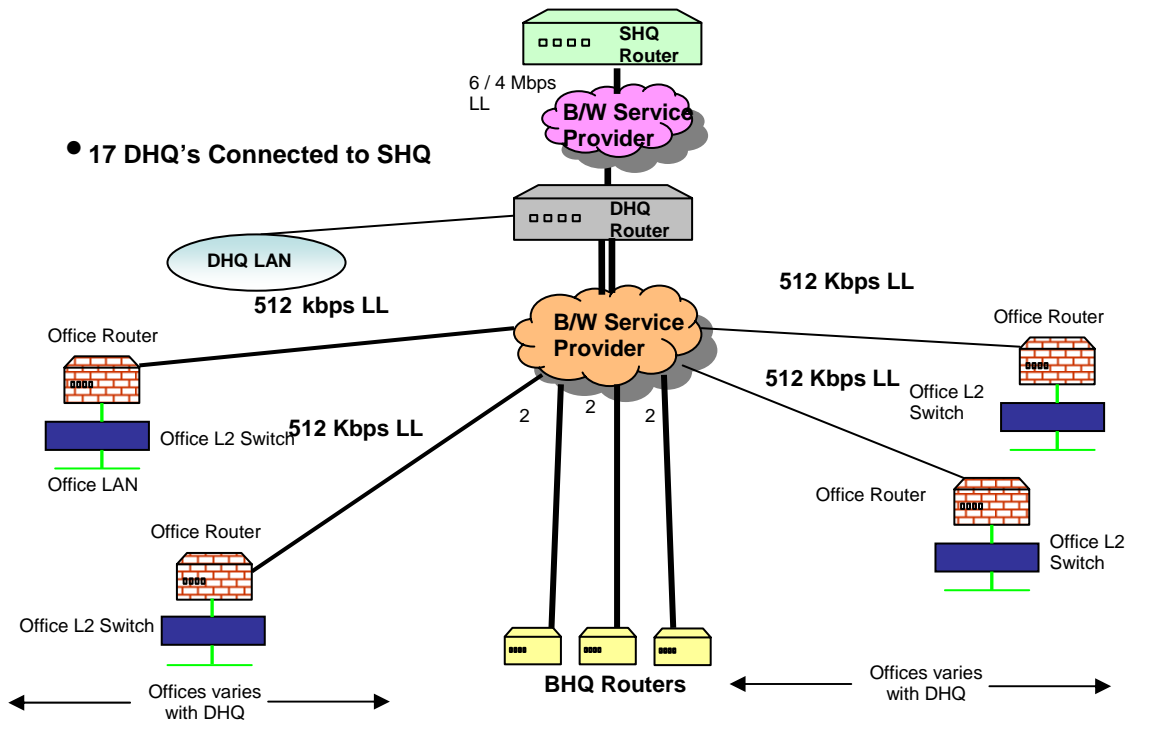 SHQ
Router
6 / 4 Mbps
LL
B/W Service
Provider
• 17 DHQ's Connected to SHQ
DHQ
Router
DHQ LAN
512 kbps LL
512 Kbps LL
B/W Service
Provider
Office Router
Office Router
512 Kbps LL
Office L2
Switch
2
2
2
512 Kbps LL
Office L2 Switch
Office LAN
Office Router
Office Router
Office L2
Switch
Office L2 Switch
BHQ Routers
Offices varies
with DHQ
Offices varies
with DHQ